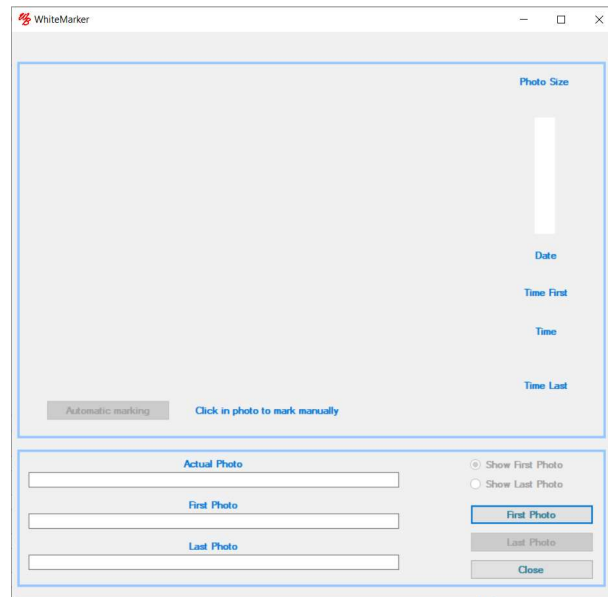 WhiteMarker
Photo Size
Date
Time First
Time
Time Last
Automatic marking
Click in photo to mark manually
Actual Photo
Show First Photo
Show Last Photo
First Photo
First Photo
Last Photo
Last Photo
Close